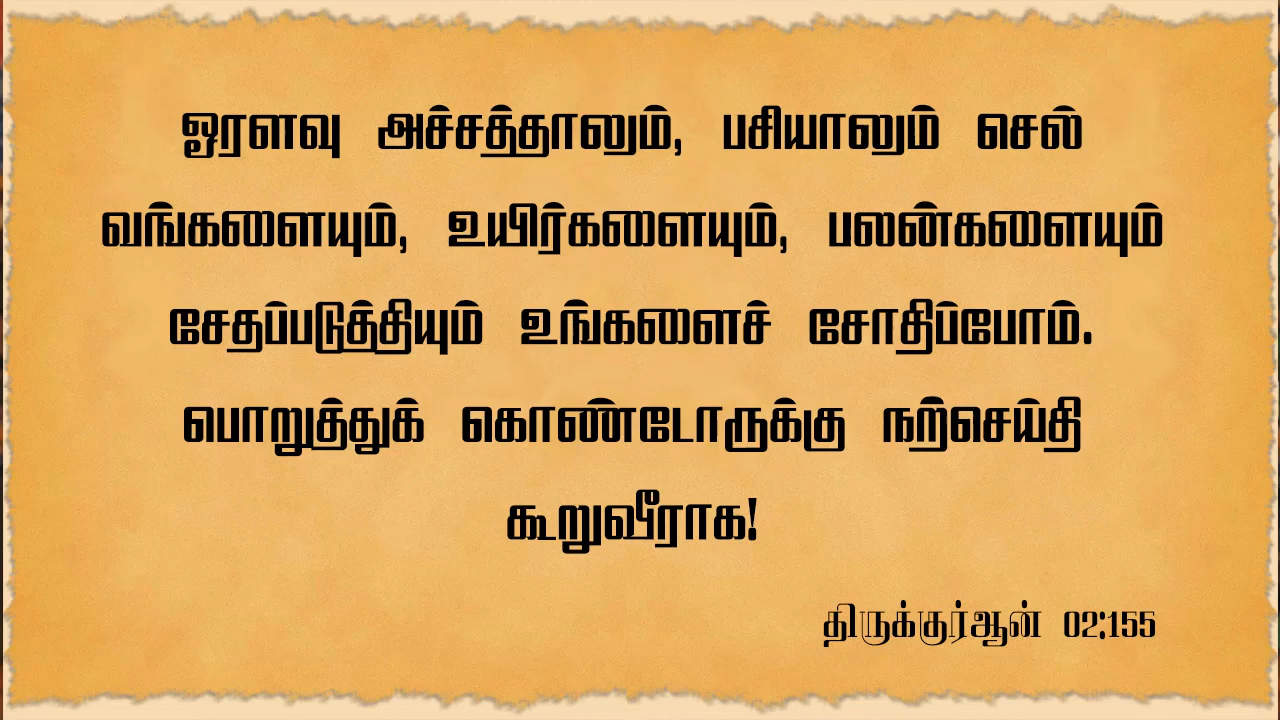 ஓரளவு அச்சத்தாலும், பசியாலும் செல்
வங்களையும், உயிர்களையும், பலன்களையும்
சேதப்படுத்தியும் உங்களைச் சோதிப்போம்.
பொறுத்துக் கொண்டோருக்கு நற்செய்தி
கூறுவீராக!
திருக்குர்ஆன் 02:155